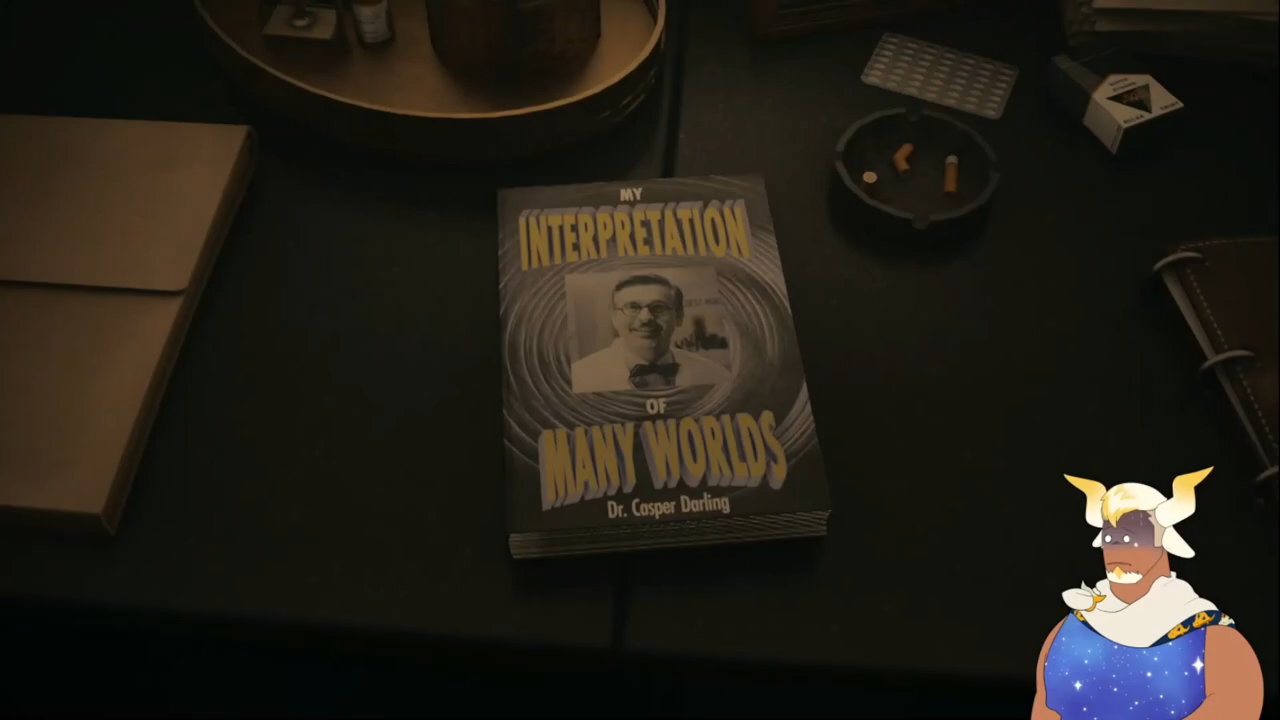 MY
INTERPRETATION
OF
MANY WORLDS
Dr. Casper Darling